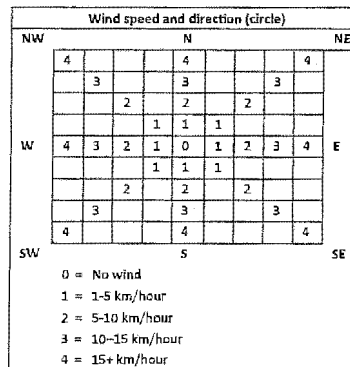 Wind speed and direction (circle)
NW N NE
4 4 4
3 3 3
2 2 2
1 1 1
W 4 3 2 1 0 1 2 3 4 E
1 1 1
2 2 2
3 3 3
4 4 4
SW S SE
0 = No wind
1 = 1-5 km/hour
2 = 5-10 km/hour
3 = 10-15 km/hour
4 = 15+ km/hour